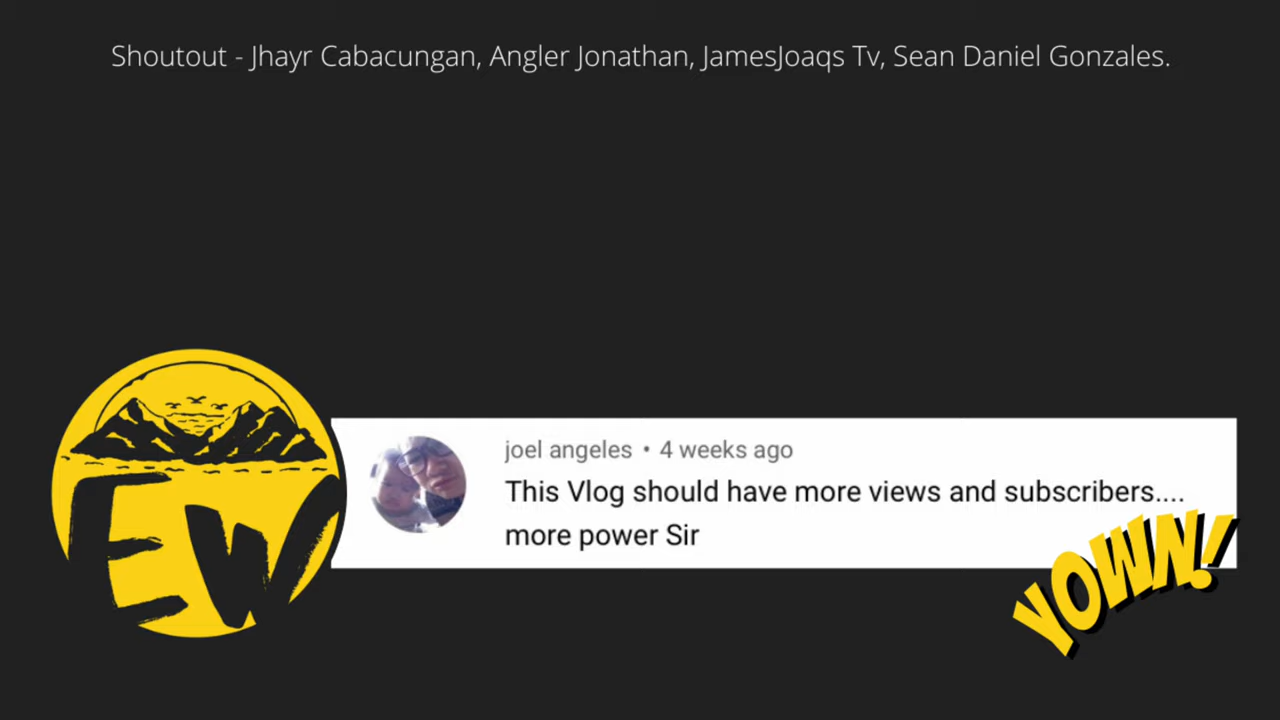 Shoutout - Jhayr Cabacungan, Angler Jonathan, JamesJoaqs Tv, Sean Daniel Gonzales.
EW
joel angeles • 4 weeks ago
This Vlog should have more views and subscribers....
more power Sir
YOWN!